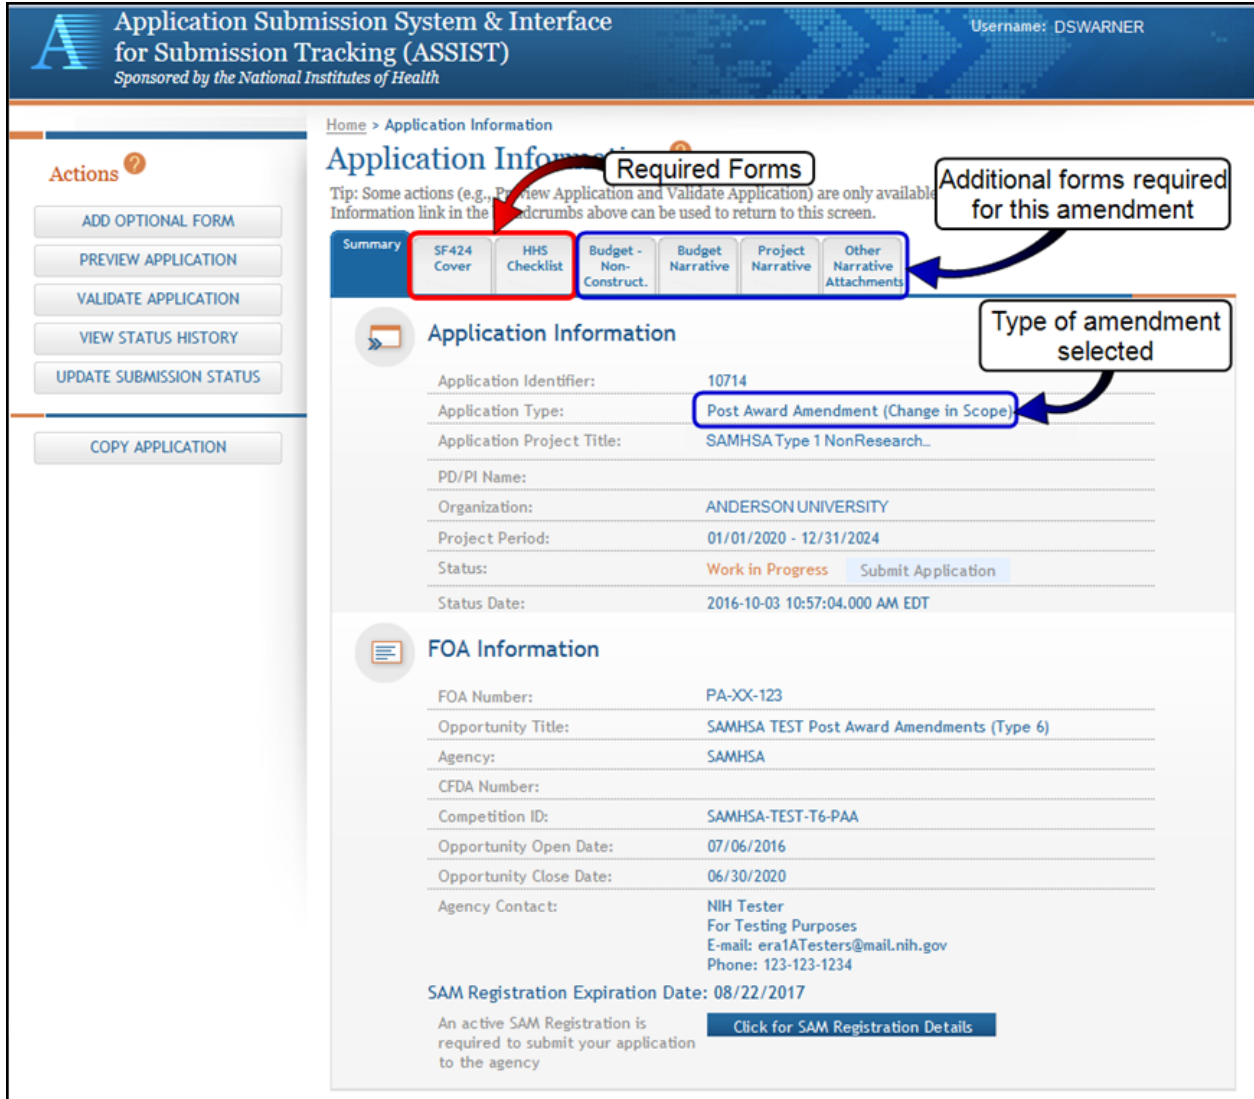 Application Submission System & Interface
for Submission Tracking (ASSIST)
Sponsored by the National Institutes of Health
Username: DSWARNER
Home > Application Information
Application Information
Required Forms
Additional forms required
for this amendment
Tip: Some actions (e.g., Preview Application and Validate Application) are only available
Information link in the breadcrumbs above can be used to return to this screen.
Actions ?
ADD OPTIONAL FORM
PREVIEW APPLICATION
VALIDATE APPLICATION
VIEW STATUS HISTORY
UPDATE SUBMISSION STATUS
COPY APPLICATION
Summary
SF424
Cover
HHS
Checklist
Budget -
Non-
Construct.
Budget
Narrative
Project
Narrative
Other
Narrative
Attachments
Type of amendment
selected
Application Information
Application Identifier: 10714
Application Type: Post Award Amendment (Change in Scope)
Application Project Title: SAMHSA Type 1 NonResearch...
PD/PI Name:
Organization: ANDERSON UNIVERSITY
Project Period: 01/01/2020 - 12/31/2024
Status: Work in Progress Submit Application
Status Date: 2016-10-03 10:57:04.000 AM EDT
FOA Information
FOA Number: PA-XX-123
Opportunity Title: SAMHSA TEST Post Award Amendments (Type 6)
Agency: SAMHSA
CFDA Number:
Competition ID: SAMHSA-TEST-T6-PAA
Opportunity Open Date: 07/06/2016
Opportunity Close Date: 06/30/2020
Agency Contact: NIH Tester
For Testing Purposes
E-mail: era1ATesters@mail.nih.gov
Phone: 123-123-1234
SAM Registration Expiration Date: 08/22/2017
An active SAM Registration is
required to submit your application
to the agency
Click for SAM Registration Details